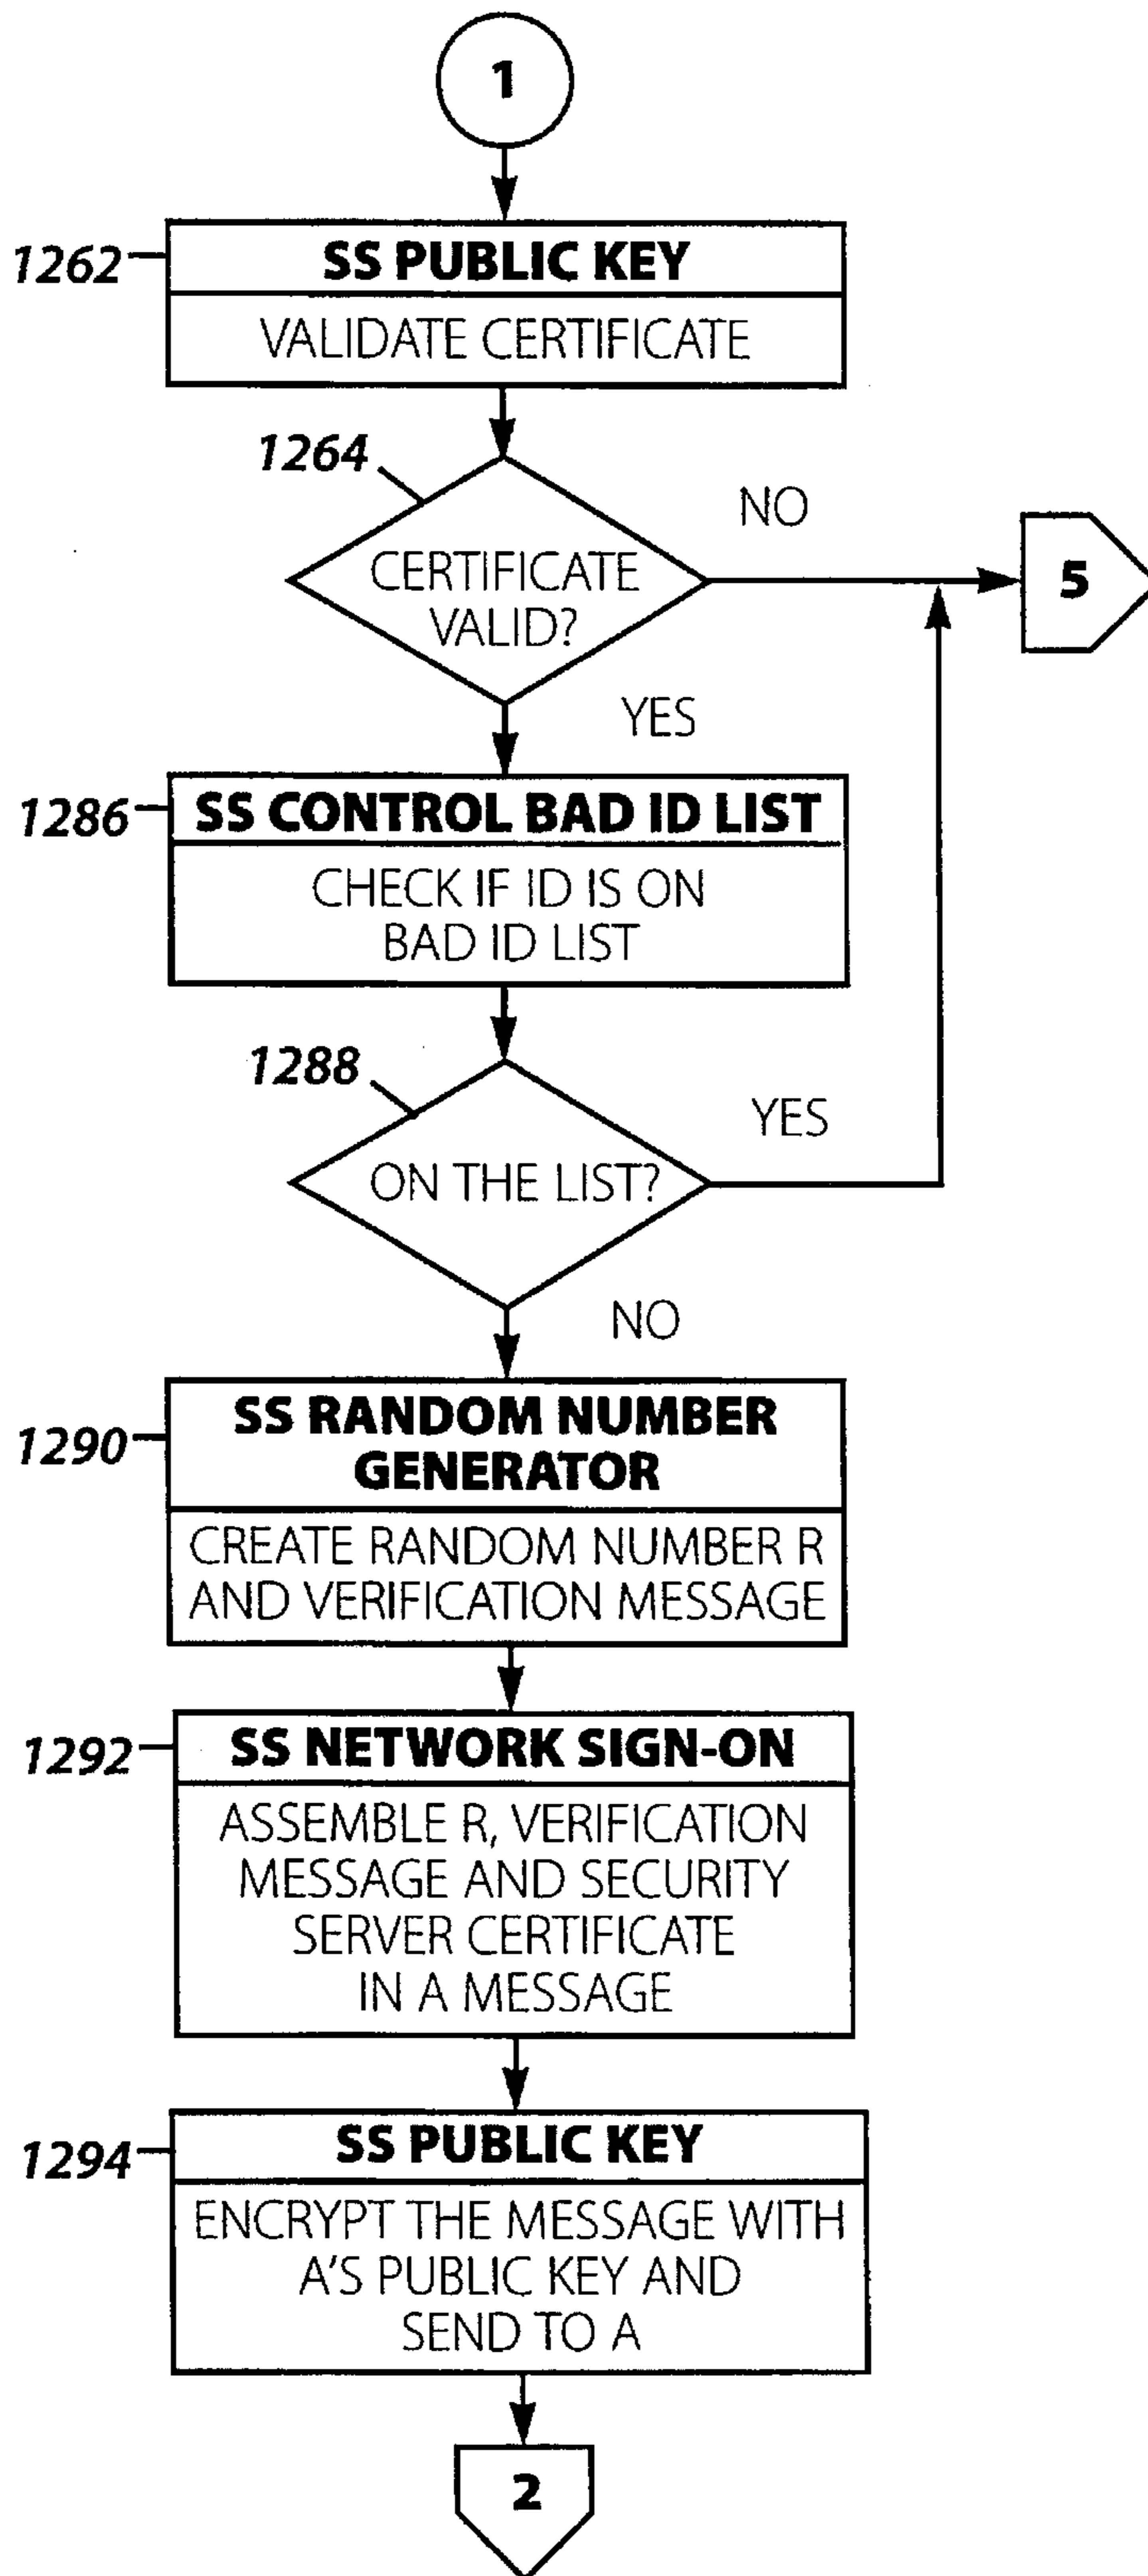 1
1262
SS PUBLIC KEY
VALIDATE CERTIFICATE
1264
NO
CERTIFICATE
VALID?
5
YES
1286
SS CONTROL BAD ID LIST
CHECK IF ID IS ON
BAD ID LIST
1288
YES
ON THE LIST?
NO
1290
SS RANDOM NUMBER
GENERATOR
CREATE RANDOM NUMBER R
AND VERIFICATION MESSAGE
1292
SS NETWORK SIGN-ON
ASSEMBLE R, VERIFICATION
MESSAGE AND SECURITY
SERVER CERTIFICATE
IN A MESSAGE
1294
SS PUBLIC KEY
ENCRYPT THE MESSAGE WITH
A'S PUBLIC KEY AND
SEND TO A
2